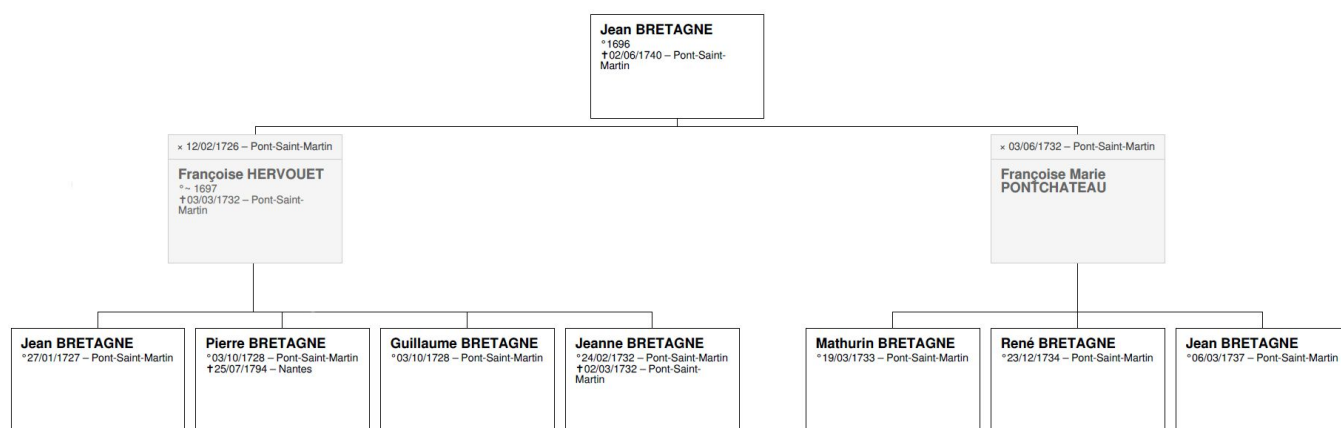 Jean BRETAGNE
°1696
✝02/06/1740 – Pont-Saint-
Martin
× 12/02/1726 – Pont-Saint-Martin
Françoise HERVOUET
°~ 1697
✝03/03/1732 – Pont-Saint-
Martin
× 03/06/1732 – Pont-Saint-Martin
Françoise Marie
PONTCHATEAU
Jean BRETAGNE
°27/01/1727 – Pont-Saint-Martin
Pierre BRETAGNE
°03/10/1728 – Pont-Saint-Martin
✝25/07/1794 – Nantes
Guillaume BRETAGNE
°03/10/1728 – Pont-Saint-Martin
Jeanne BRETAGNE
°24/02/1732 – Pont-Saint-Martin
✝02/03/1732 – Pont-Saint-
Martin
Mathurin BRETAGNE
°19/03/1733 – Pont-Saint-Martin
René BRETAGNE
°23/12/1734 – Pont-Saint-Martin
Jean BRETAGNE
°06/03/1737 – Pont-Saint-Martin